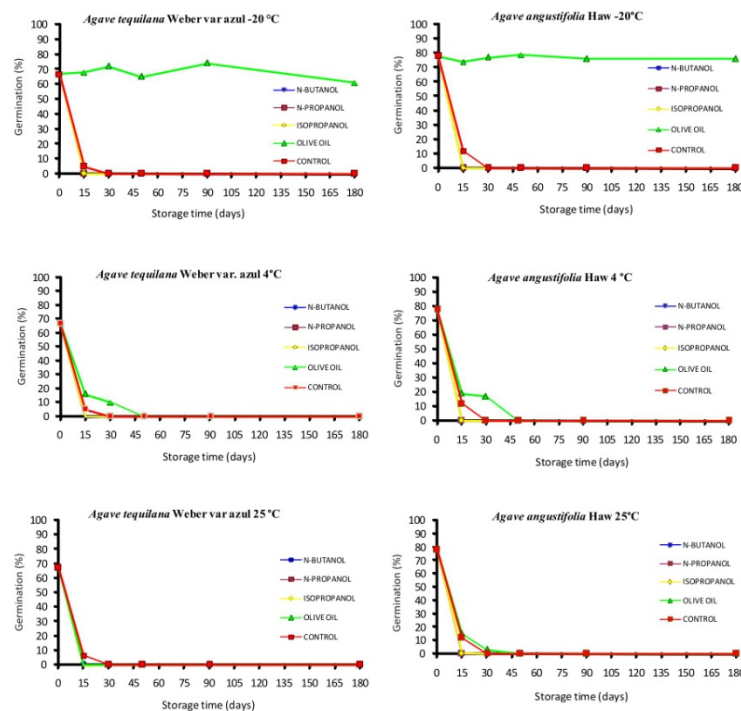 Agave tequilana Weber var azul -20 °C
Germination (%)
100
90
80
70
60
50
40
30
20
10
0
0 15 30 45 60 75 90 105 120 135 150 165 180
Storage time (days)
N-BUTANOL
N-PROPANOL
ISOPROPANOL
OLIVE OIL
CONTROL
Agave angustifolia Haw -20°C
Germination (%)
100
90
80
70
60
50
40
30
20
10
0
0 15 30 45 60 75 90 105 120 135 150 165 180
Storage time (days)
N-BUTANOL
N-PROPANOL
ISOPROPANOL
OLIVE OIL
CONTROL
Agave tequilana Weber var. azul 4°C
Germination (%)
100
90
80
70
60
50
40
30
20
10
0
0 15 30 45 60 75 90 105 120 135 150 165 180
Storage time (days)
N-BUTANOL
N-PROPANOL
ISOPROPANOL
OLIVE OIL
CONTROL
Agave angustifolia Haw 4 °C
Germination (%)
100
90
80
70
60
50
40
30
20
10
0
0 15 30 45 60 75 90 105 120 135 150 165 180
Storage time (days)
N-BUTANOL
N-PROPANOL
ISOPROPANOL
OLIVE OIL
CONTROL
Agave tequilana Weber var azul 25 °C
Germination (%)
100
90
80
70
60
50
40
30
20
10
0
0 15 30 45 60 75 90 105 120 135 150 165 180
Storage time (days)
N-BUTANOL
N-PROPANOL
ISOPROPANOL
OLIVE OIL
CONTROL
Agave angustifolia Haw 25°C
Germination (%)
100
90
80
70
60
50
40
30
20
10
0
0 15 30 45 60 75 90 105 120 135 150 165 180
Storage time (days)
N-BUTANOL
N-PROPANOL
ISOPROPANOL
OLIVE OIL
CONTROL